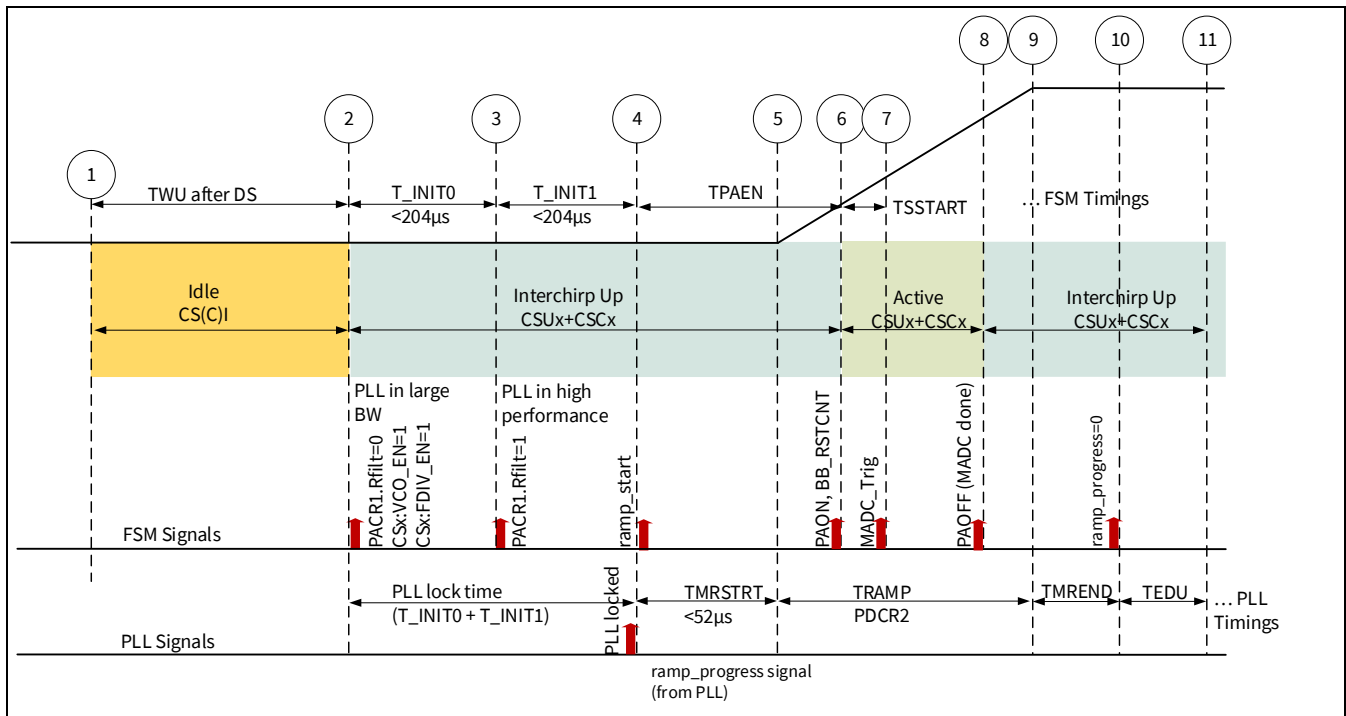 8
9
10
11
2
3
4
5
6
7
1
TWU after DS
T_INIT0
<204µs
T_INIT1
<204µs
TPAEN
TSSTART
… FSM Timings
Idle
CS(C)I
Interchirp Up
CSUx+CSCx
Active
CSUx+CSCx
Interchirp Up
CSUx+CSCx
PLL in large
BW
PLL in high
performance
PACR1.Rfilt=0
CSx:VCO_EN=1
CSx:FDIV_EN=1
PACR1.Rfilt=1
ramp_start
PAON, BB_RSTCNT
MADC_Trig
PAOFF (MADC done)
ramp_progress=0
FSM Signals
PLL lock time
(T_INIT0 + T_INIT1)
PLL locked
TMRSTRT
<52µs
TRAMP
PDCR2
TMREND
TEDU
… PLL
Timings
PLL Signals
ramp_progress signal
(from PLL)